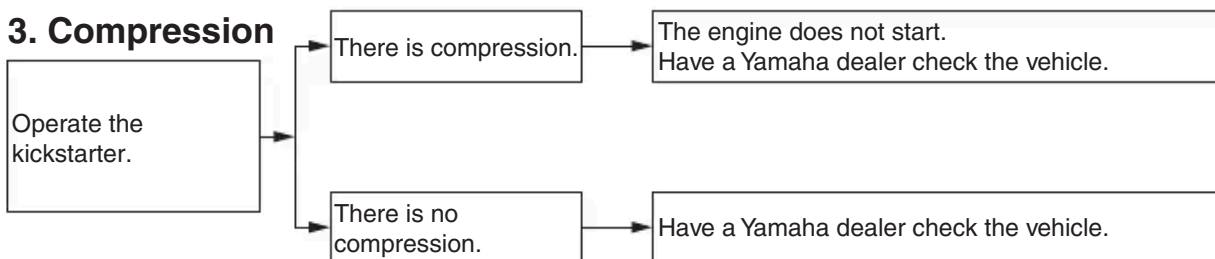 3. Compression
Operate the
kickstarter.
There is compression.
The engine does not start.
Have a Yamaha dealer check the vehicle.
There is no
compression.
Have a Yamaha dealer check the vehicle.